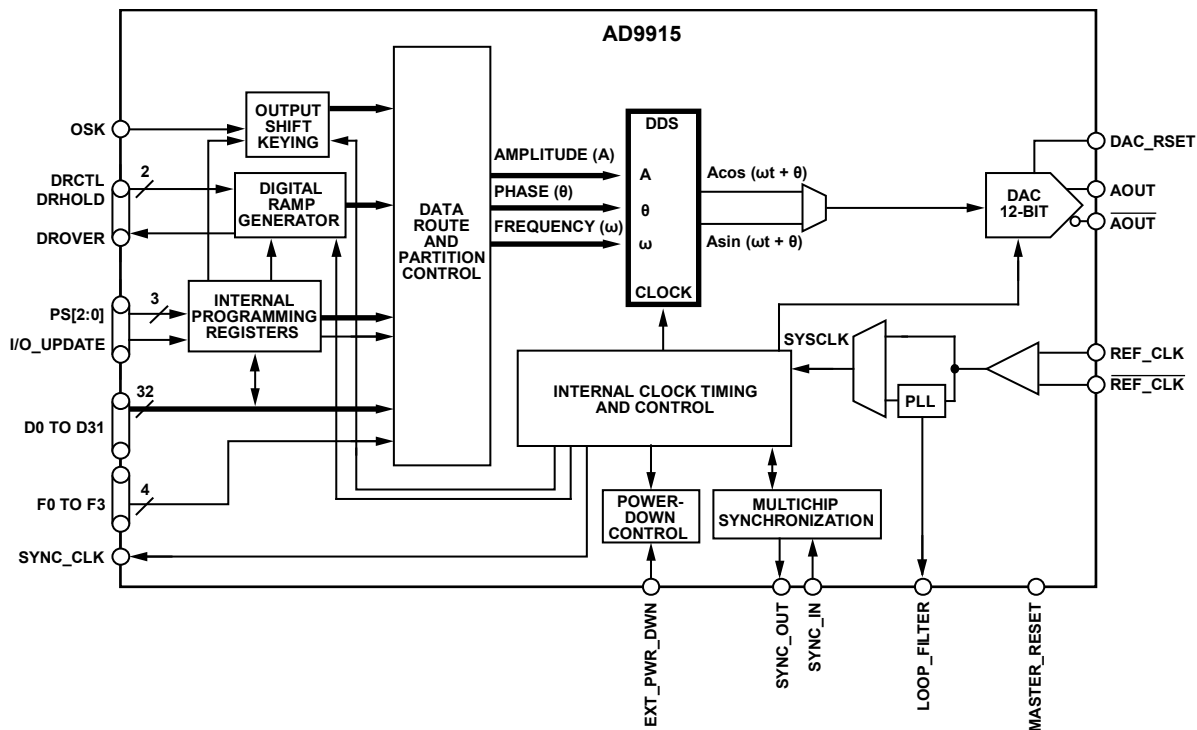 AD9915
OSK
OUTPUT
SHIFT
KEYING
DRCTL
DRHOLD
2
DROVER
DIGITAL
RAMP
GENERATOR
PS[2:0]
3
I/O_UPDATE
INTERNAL
PROGRAMMING
REGISTERS
D0 TO D31
32
F0 TO F3
4
SYNC_CLK
DATA
ROUTE
AND
PARTITION
CONTROL
AMPLITUDE (A)
PHASE (θ)
FREQUENCY (ω)
DDS
A
θ
ω
CLOCK
Acos (ωt + θ)
Asin (ωt + θ)
DAC
12-BIT
DAC_RSET
AOUT
AOUT
SYSCLK
PLL
REF_CLK
REF_CLK
INTERNAL CLOCK TIMING
AND CONTROL
POWER-
DOWN
CONTROL
MULTICHIP
SYNCHRONIZATION
EXT_PWR_DWN
SYNC_OUT
SYNC_IN
LOOP_FILTER
MASTER_RESET